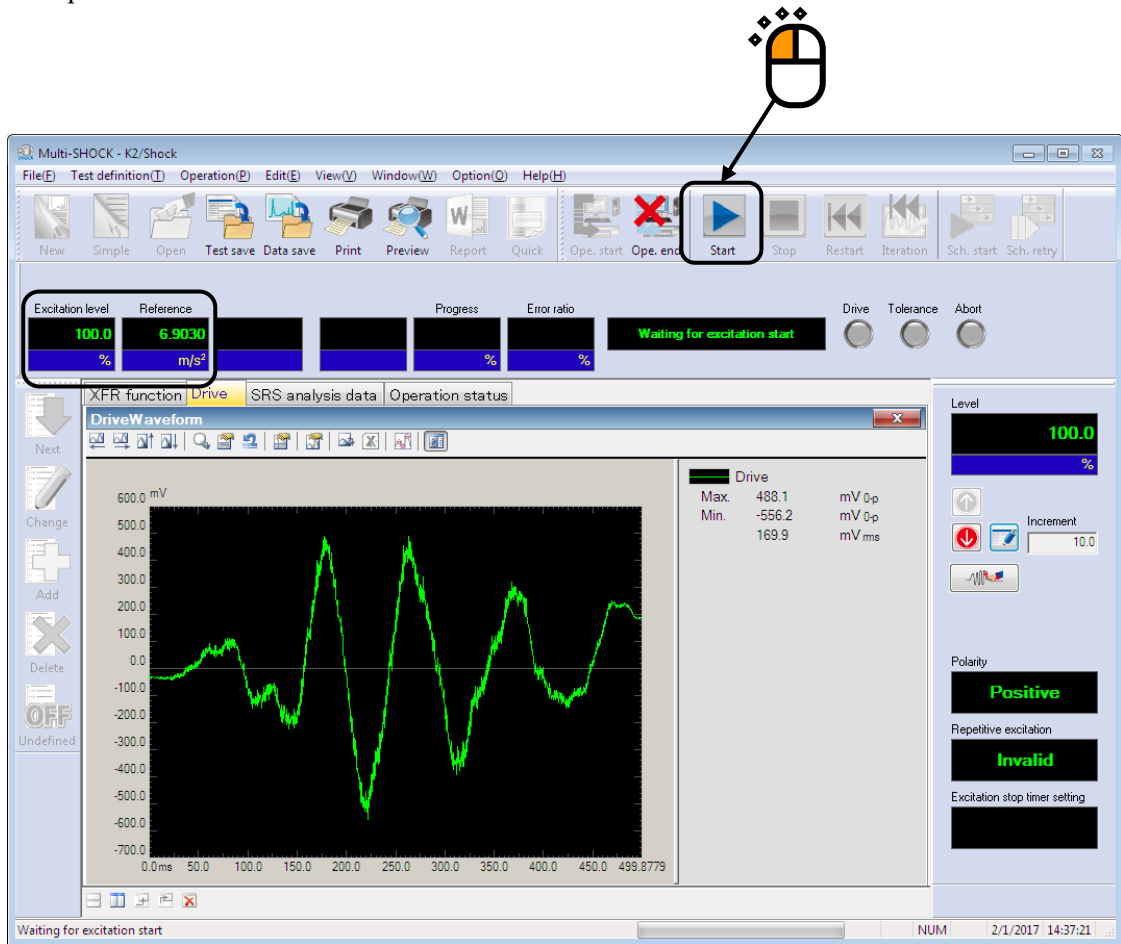 Multi-SHOCK - K2/Shock
File(F) Test definition(T) Operation(P) Edit(E) View(V) Window(W) Option(O) Help(H)
New Simple Open Test save Data save Print Preview Report Quick Ope. start Ope. end Start Stop Restart Iteration Sch. start Sch. retry
Excitation level Reference Progress Error ratio Drive Tolerance Abort
100.0 6.9030 Waiting for excitation start
% m/s² % %
XFR function Drive SRS analysis data Operation status
DriveWaveform
Next
Change
Add
Delete
OFF
Undefined
600.0 mV
500.0
400.0
300.0
200.0
100.0
0.0
-100.0
-200.0
-300.0
-400.0
-500.0
-600.0
-700.0
0.0ms 50.0 100.0 150.0 200.0 250.0 300.0 350.0 400.0 450.0 499.8779
Drive
Max. 488.1 mV 0-p
Min. -556.2 mV 0-p
169.9 mV rms
Level
100.0
%
Increment
10.0
Polarity
Positive
Repetitive excitation
Invalid
Excitation stop timer setting
Waiting for excitation start NUM 2/1/2017 14:37:21